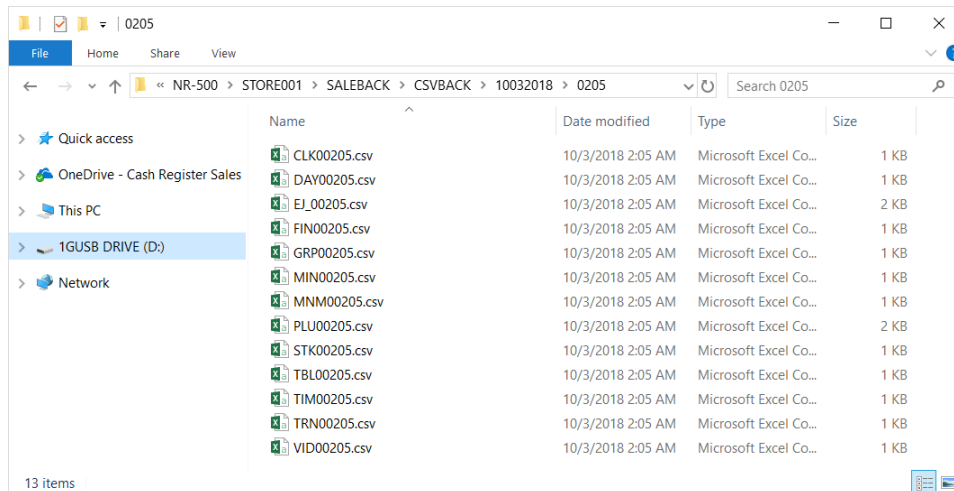 0205
File Home Share View
« NR-500 > STORE001 > SALEBACK > CSVBACK > 10032018 > 0205 Search 0205
Name Date modified Type Size
Quick access
OneDrive - Cash Register Sales
This PC
1GUSB DRIVE (D:)
Network
CLK00205.csv 10/3/2018 2:05 AM Microsoft Excel Co... 1 KB
DAY00205.csv 10/3/2018 2:05 AM Microsoft Excel Co... 1 KB
EJ_00205.csv 10/3/2018 2:05 AM Microsoft Excel Co... 2 KB
FIN00205.csv 10/3/2018 2:05 AM Microsoft Excel Co... 1 KB
GRP00205.csv 10/3/2018 2:05 AM Microsoft Excel Co... 1 KB
MIN00205.csv 10/3/2018 2:05 AM Microsoft Excel Co... 1 KB
MNM00205.csv 10/3/2018 2:05 AM Microsoft Excel Co... 1 KB
PLU00205.csv 10/3/2018 2:05 AM Microsoft Excel Co... 2 KB
STK00205.csv 10/3/2018 2:05 AM Microsoft Excel Co... 1 KB
TBL00205.csv 10/3/2018 2:05 AM Microsoft Excel Co... 1 KB
TIM00205.csv 10/3/2018 2:05 AM Microsoft Excel Co... 1 KB
TRN00205.csv 10/3/2018 2:05 AM Microsoft Excel Co... 1 KB
VID00205.csv 10/3/2018 2:05 AM Microsoft Excel Co... 1 KB
13 items